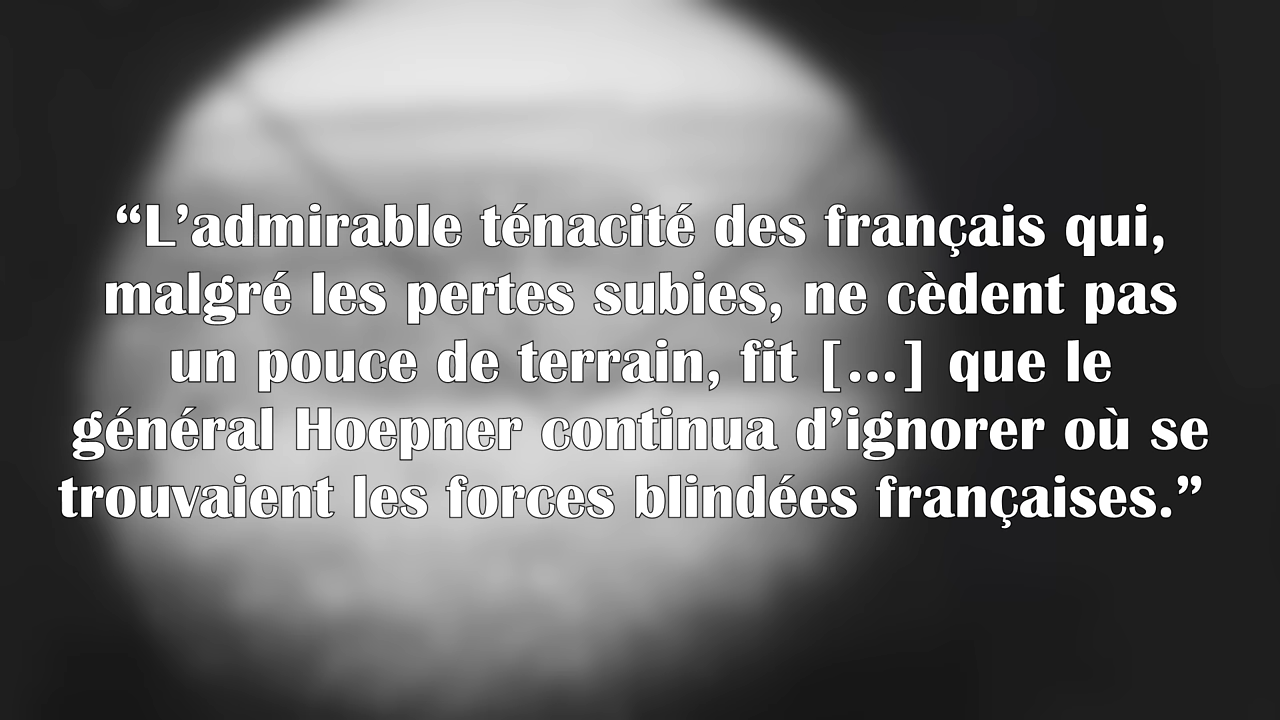 “L’admirable ténacité des français qui,
malgré les pertes subies, ne cèdent pas
un pouce de terrain, fit [...] que le
général Hoepner continua d’ignorer où se
trouvaient les forces blindées françaises.”